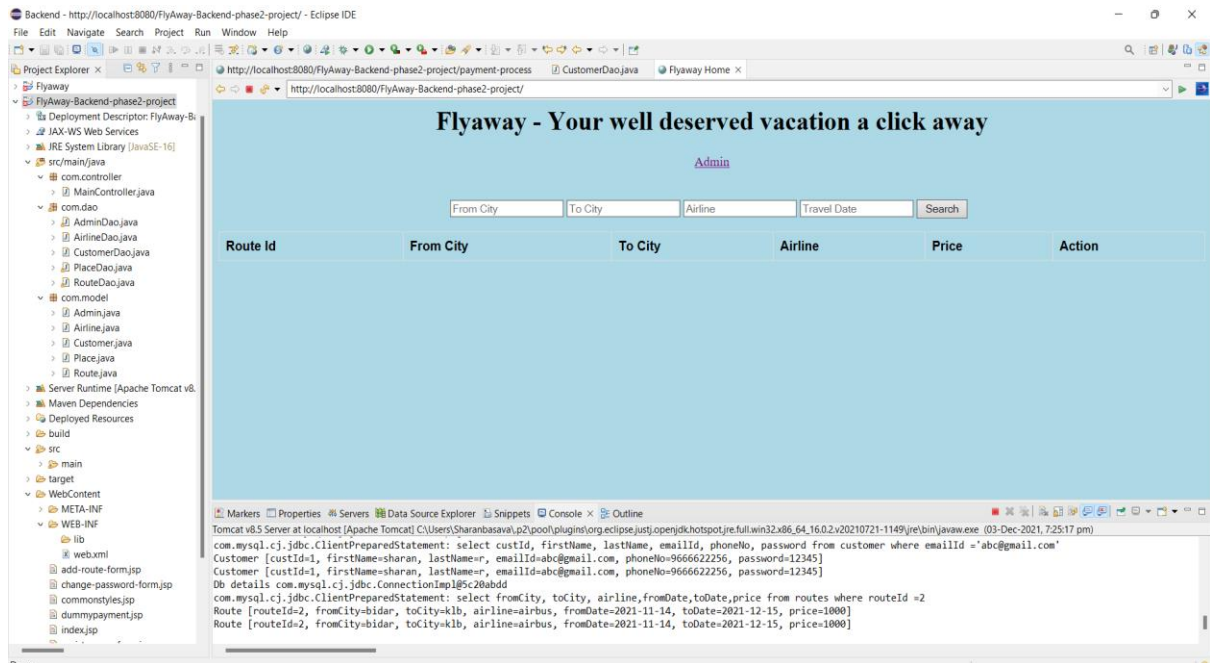 Backend - http://localhost:8080/FlyAway-Backend-phase2-project/ - Eclipse IDE
File Edit Navigate Search Project Run Window Help
Project Explorer
http://localhost:8080/FlyAway-Backend-phase2-project/payment-process
CustomerDao.java
Flyaway Home
http://localhost:8080/FlyAway-Backend-phase2-project/
Flyaway
FlyAway-Backend-phase2-project
Deployment Descriptor: FlyAway-Ba
JAX-WS Web Services
JRE System Library [JavaSE-16]
src/main/java
com.controller
MainController.java
com.dao
AdminDao.java
AirlineDao.java
CustomerDao.java
PlaceDao.java
RouteDao.java
com.model
Admin.java
Airline.java
Customer.java
Place.java
Route.java
Server Runtime [Apache Tomcat v8.
Maven Dependencies
Deployed Resources
build
src
main
target
WebContent
META-INF
WEB-INF
lib
web.xml
add-route-form.jsp
change-password-form.jsp
commonstyles.jsp
dummypayment.jsp
index.jsp
Flyaway - Your well deserved vacation a click away
Admin
From City To City Airline Travel Date Search
Route Id From City To City Airline Price Action
Markers Properties Servers Data Source Explorer Snippets Console Outline
Tomcat v8.5 Server at localhost [Apache Tomcat] C:\Users\Sharanbasava\.p2\pool\plugins\org.eclipse.justj.openjdk.hotspot.jre.full.win32.x86_64_16.0.2.v20210721-1149\jre\bin\javaw.exe (03-Dec-2021, 7:25:17 pm)
com.mysql.cj.jdbc.ClientPreparedStatement: select custId, firstName, lastName, emailId, phoneNo, password from customer where emailId ='abc@gmail.com'
Customer [custId=1, firstName=sharan, lastName=r, emailId=abc@gmail.com, phoneNo=9666622256, password=12345]
Customer [custId=1, firstName=sharan, lastName=r, emailId=abc@gmail.com, phoneNo=9666622256, password=12345]
Db details com.mysql.cj.jdbc.ConnectionImpl@5c20abdd
com.mysql.cj.jdbc.ClientPreparedStatement: select fromCity, toCity, airline,fromDate,toDate,price from routes where routeId =2
Route [routeId=2, fromCity=bidar, toCity=klb, airline=airbus, fromDate=2021-11-14, toDate=2021-12-15, price=1000]
Route [routeId=2, fromCity=bidar, toCity=klb, airline=airbus, fromDate=2021-11-14, toDate=2021-12-15, price=1000]